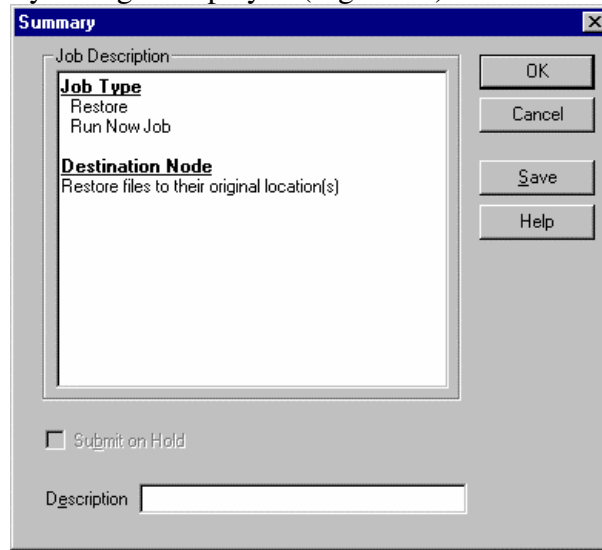 Summary
Job Description
Job Type
Restore
Run Now Job
Destination Node
Restore files to their original location(s)
OK
Cancel
Save
Help
Submit on Hold
Description